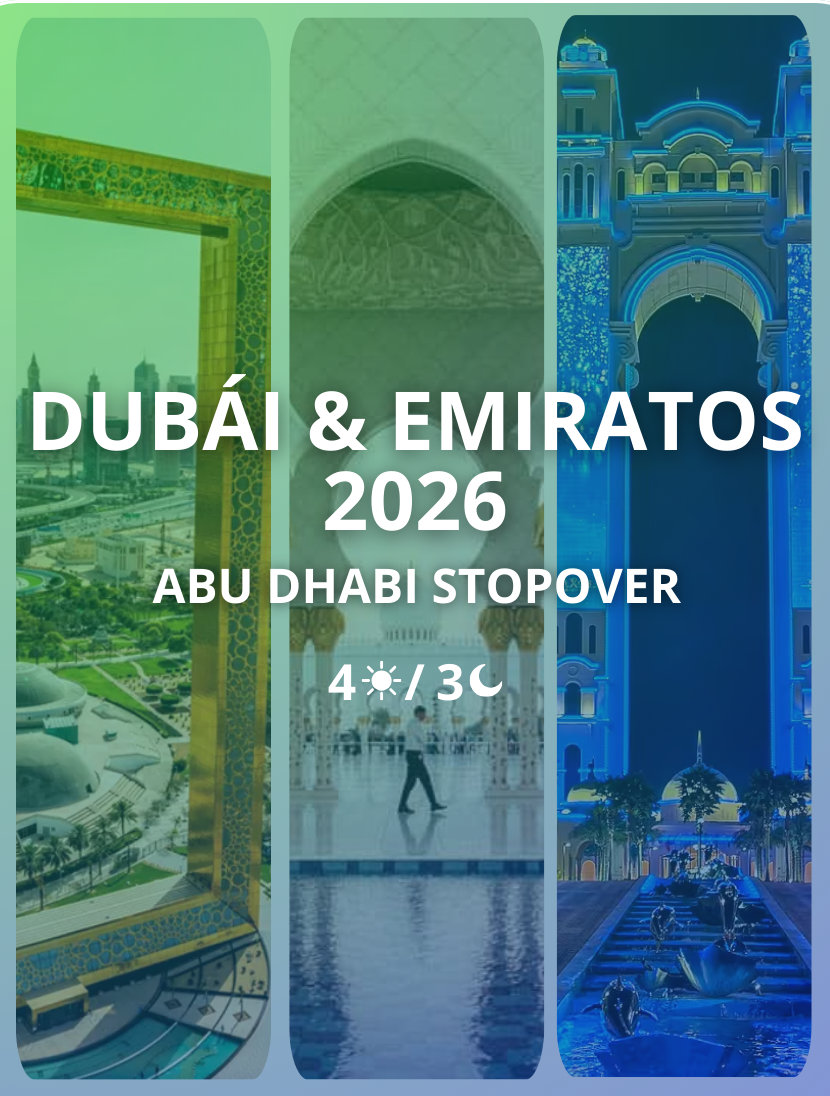 DUBÁI & EMIRATOS
2026
ABU DHABI STOPOVER
4☀/ 3☾